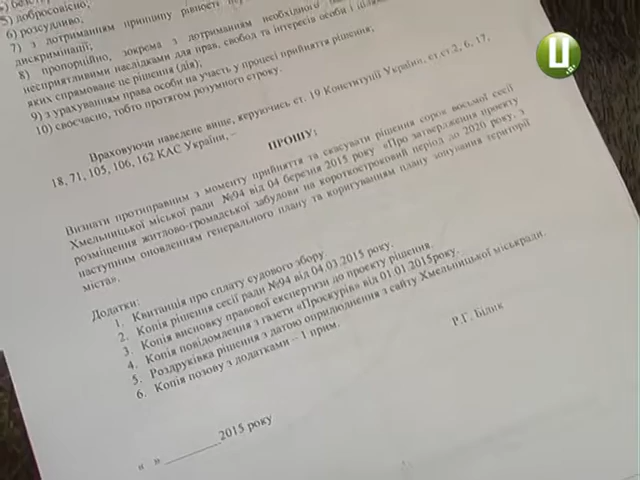 5) добросовісно;
6) розсудливо;
7) з дотриманням принципу рівності
дискримінації;
8) пропорційно, зокрема з дотриманням необхідного
несприятливими наслідками для прав, свобод та інтересів особи і
яких спрямоване це рішення (дія);
9) з урахуванням права особи на участь у процесі прийняття рішення;
10) своєчасно, тобто протягом розумного строку.
Враховуючи наведене вище, керуючись ст. 19 Конституції України, ст.ст.2, 6, 17,
18, 71, 105, 106, 162 КАС України, –
ПРОШУ:
Визнати протиправним з моменту прийняття та скасувати рішення сорок восьмої сесії
Хмельницької міської ради №94 від 04 березня 2015 року «Про затвердження проекту
розміщення житлово-громадської забудови на короткостроковий період до 2020 року, з
наступним оновленням генерального плану та коригуванням плану зонування території
міста».
Додатки:
1. Квитанція про сплату судового збору
2. Копія рішення сесії ради №94 від 04.03.2015 року.
3. Копія висновку правової експертизи до проекту рішення.
4. Копія повідомлення з газети «Проскурів» від 01.01.2015року.
5. Роздруківка рішення з датою оприлюднення з сайту Хмельницької міськради.
6. Копія позову з додатками – 1 прим.
Р.Г. Білик
« » ________2015 року
Ц